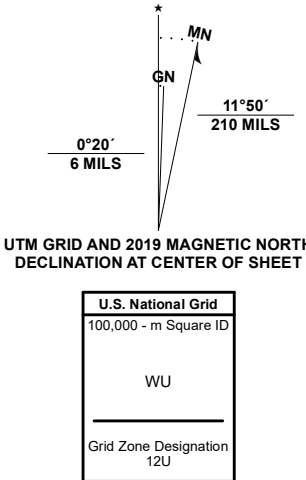 ★
MN
GN
11°50´
210 MILS
0°20´
6 MILS
UTM GRID AND 2019 MAGNETIC NORTH
DECLINATION AT CENTER OF SHEET
U.S. National Grid
100,000 - m Square ID
WU
Grid Zone Designation
12U